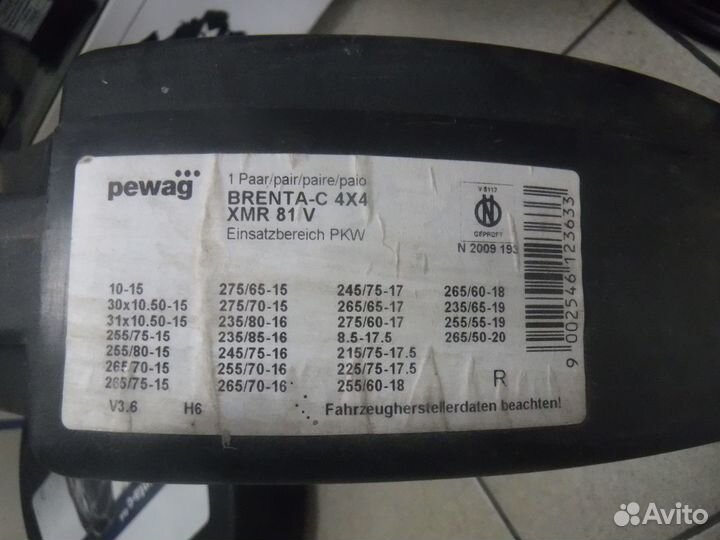 pewag
1 Paar/pair/paire/paio
BRENTA-C 4X4
XMR 81 V
Einsatzbereich PKW
V 5117
N
GEPRÜFT
N 2009 193
10-15
30x10.50-15
31x10.50-15
255/75-15
255/80-15
265/70-15
265/75-15
275/65-15
275/70-15
235/80-16
235/85-16
245/75-16
255/70-16
265/70-16
245/75-17
265/65-17
275/60-17
8.5-17.5
215/75-17.5
225/75-17.5
255/60-18
265/60-18
235/65-19
255/55-19
265/50-20
R
V3.6 H6
Fahrzeugherstellerdaten beachten!
9 002546 123633
Avito